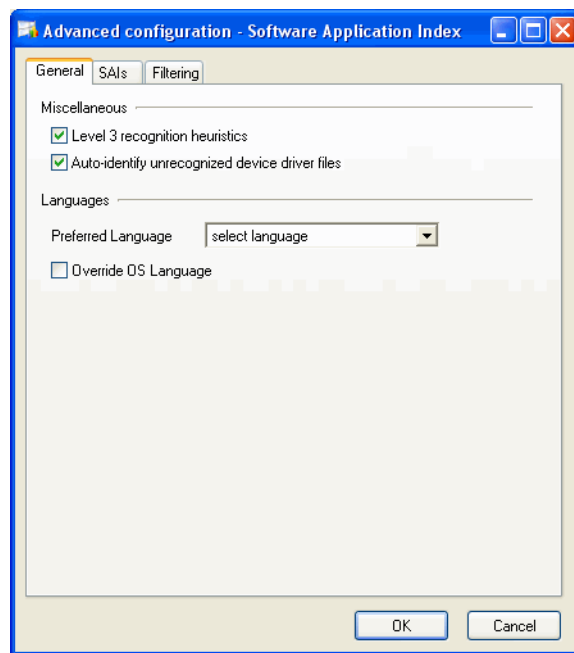 Advanced configuration - Software Application Index
General SAIs Filtering
Miscellaneous
Level 3 recognition heuristics
Auto-identify unrecognized device driver files
Languages
Preferred Language select language
Override OS Language
OK Cancel